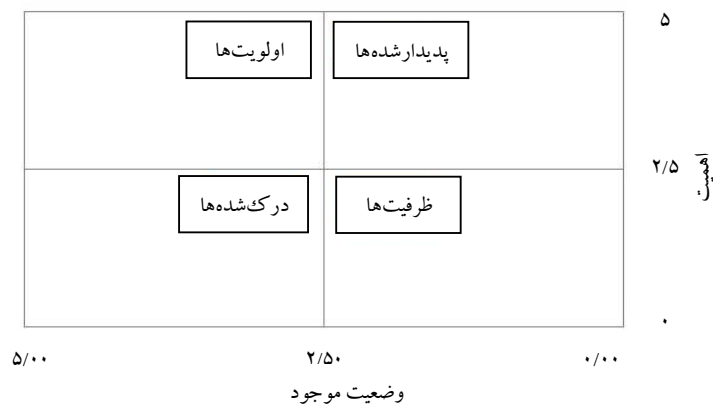 ۵
پدیدارشده‌ها
اولویت‌ها
اهمیت
۲/۵
ظرفیت‌ها
درک‌شده‌ها
۰
۰/۰۰
۲/۵۰
۵/۰۰
وضعیت موجود